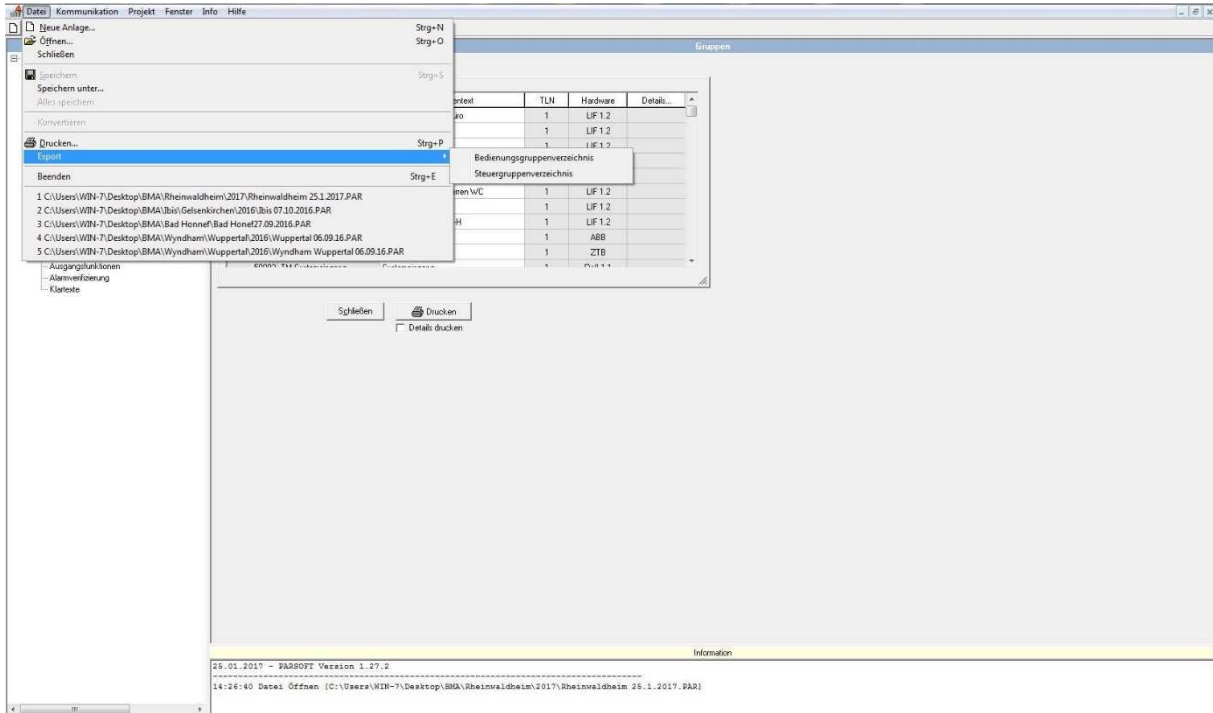 Datei Kommunikation Projekt Fenster Info Hilfe
Neue Anlage... Strg+N
Öffnen... Strg+O
Schließen
Speichern Strg+S
Speichern unter...
Alles speichern
Konvertieren
Drucken... Strg+P
Export
Beenden Strg+E
1 C:\Users\WIN-7\Desktop\BMA\Rheinwaldheim\2017\Rheinwaldheim 25.1.2017.PAR
2 C:\Users\WIN-7\Desktop\BMA\Ibis\Gelsenkirchen\2016\Ibis 07.10.2016.PAR
3 C:\Users\WIN-7\Desktop\BMA\Bad Honnef\Bad Honef27.09.2016.PAR
4 C:\Users\WIN-7\Desktop\BMA\Wyndham\Wuppertal\2016\Wuppertal 06.09.16.PAR
5 C:\Users\WIN-7\Desktop\BMA\Wyndham\Wuppertal\2016\Wyndham Wuppertal 06.09.16.PAR
Bedienungsgruppenverzeichnis
Steuergruppenverzeichnis
Ausgangsfunktionen
Alarmverifizierung
Klartexte
Gruppen
TLN Hardware Details...
1 LIF 1.2
1 LIF 1.2
1 LIF 1.2
WC 1 LIF 1.2
1 LIF 1.2
1 LIF 1.2
1 ABB
1 ZTB
Schließen Drucken
Details drucken
Information
25.01.2017 - PARSOFT Version 1.27.2
14:26:40 Datei Öffnen [C:\Users\WIN-7\Desktop\BMA\Rheinwaldheim\2017\Rheinwaldheim 25.1.2017.PAR]